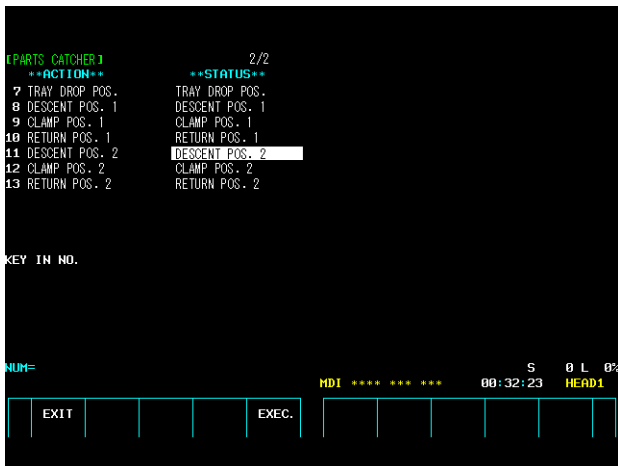 [PARTS CATCHER] 2/2
**ACTION** **STATUS**
7 TRAY DROP POS. TRAY DROP POS.
8 DESCENT POS. 1 DESCENT POS. 1
9 CLAMP POS. 1 CLAMP POS. 1
10 RETURN POS. 1 RETURN POS. 1
11 DESCENT POS. 2 DESCENT POS. 2
12 CLAMP POS. 2 CLAMP POS. 2
13 RETURN POS. 2 RETURN POS. 2
KEY IN NO.
NUM=
S 0 L 0%
MDI **** *** *** 00:32:23 HEAD1
EXIT EXEC.